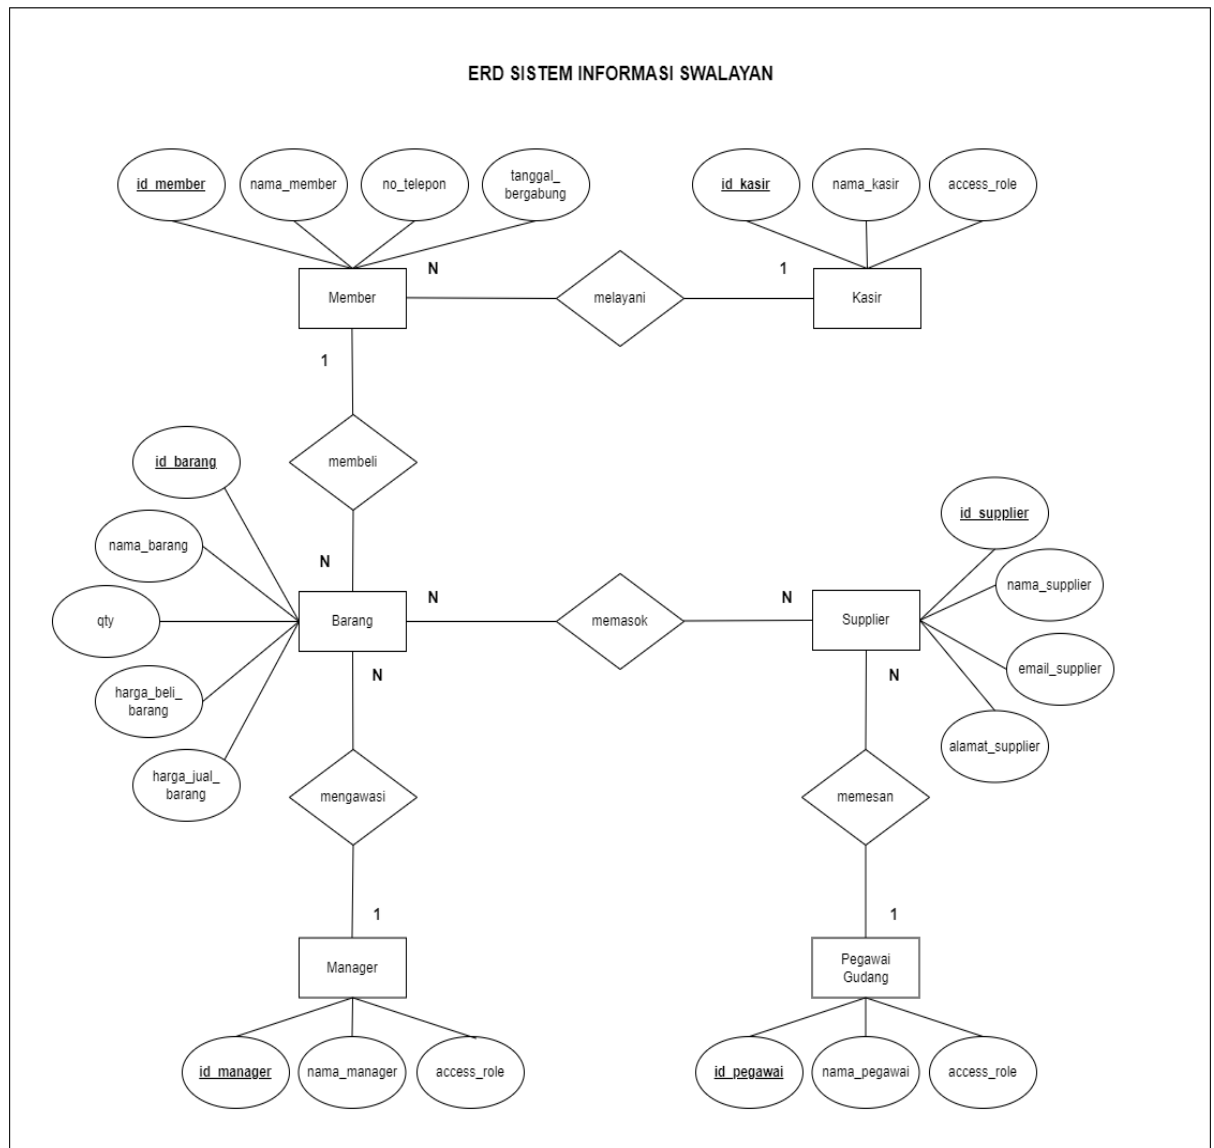 ERD SISTEM INFORMASI SWALAYAN
id_member
nama_member
no_telepon
tanggal_
bergabung
id_kasir
nama_kasir
access_role
N
1
Member
melayani
Kasir
1
membeli
id_barang
nama_barang
qty
harga_beli_
barang
harga_jual_
barang
N
Barang
N
memasok
N
Supplier
id_supplier
nama_supplier
email_supplier
alamat_supplier
N
N
mengawasi
memesan
1
1
Manager
Pegawai
Gudang
id_manager
nama_manager
access_role
id_pegawai
nama_pegawai
access_role